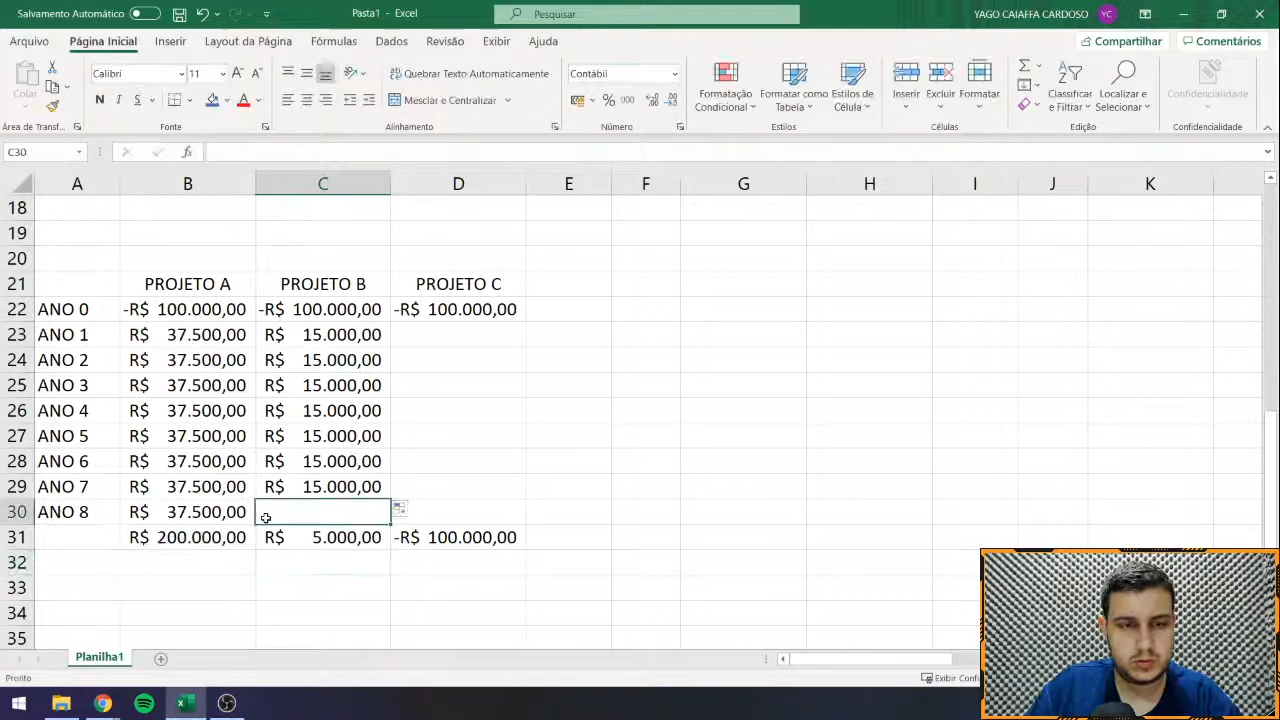 Salvamento Automático
Pasta1 - Excel
Pesquisar
YAGO CAIAFFA CARDOSO YC
Arquivo Página Inicial Inserir Layout da Página Fórmulas Dados Revisão Exibir Ajuda
Compartilhar Comentários
Colar
Calibri 11
N I S
Quebrar Texto Automaticamente
Mesclar e Centralizar
Contábil
% 000
Formatação Condicional
Formatar como Tabela
Estilos de Célula
Inserir Excluir Formatar
Classificar e Filtrar
Localizar e Selecionar
Confidencialidade
Área de Transf... Fonte Alinhamento Número Estilos Células Edição Confidencialidade
C30 fx
A B C D E F G H I J K
18
19
20
21 PROJETO A PROJETO B PROJETO C
22 ANO 0 -R$ 100.000,00 -R$ 100.000,00 -R$ 100.000,00
23 ANO 1 R$ 37.500,00 R$ 15.000,00
24 ANO 2 R$ 37.500,00 R$ 15.000,00
25 ANO 3 R$ 37.500,00 R$ 15.000,00
26 ANO 4 R$ 37.500,00 R$ 15.000,00
27 ANO 5 R$ 37.500,00 R$ 15.000,00
28 ANO 6 R$ 37.500,00 R$ 15.000,00
29 ANO 7 R$ 37.500,00 R$ 15.000,00
30 ANO 8 R$ 37.500,00
31 R$ 200.000,00 R$ 5.000,00 -R$ 100.000,00
32
33
34
35
Planilha1
Pronto
Exibir